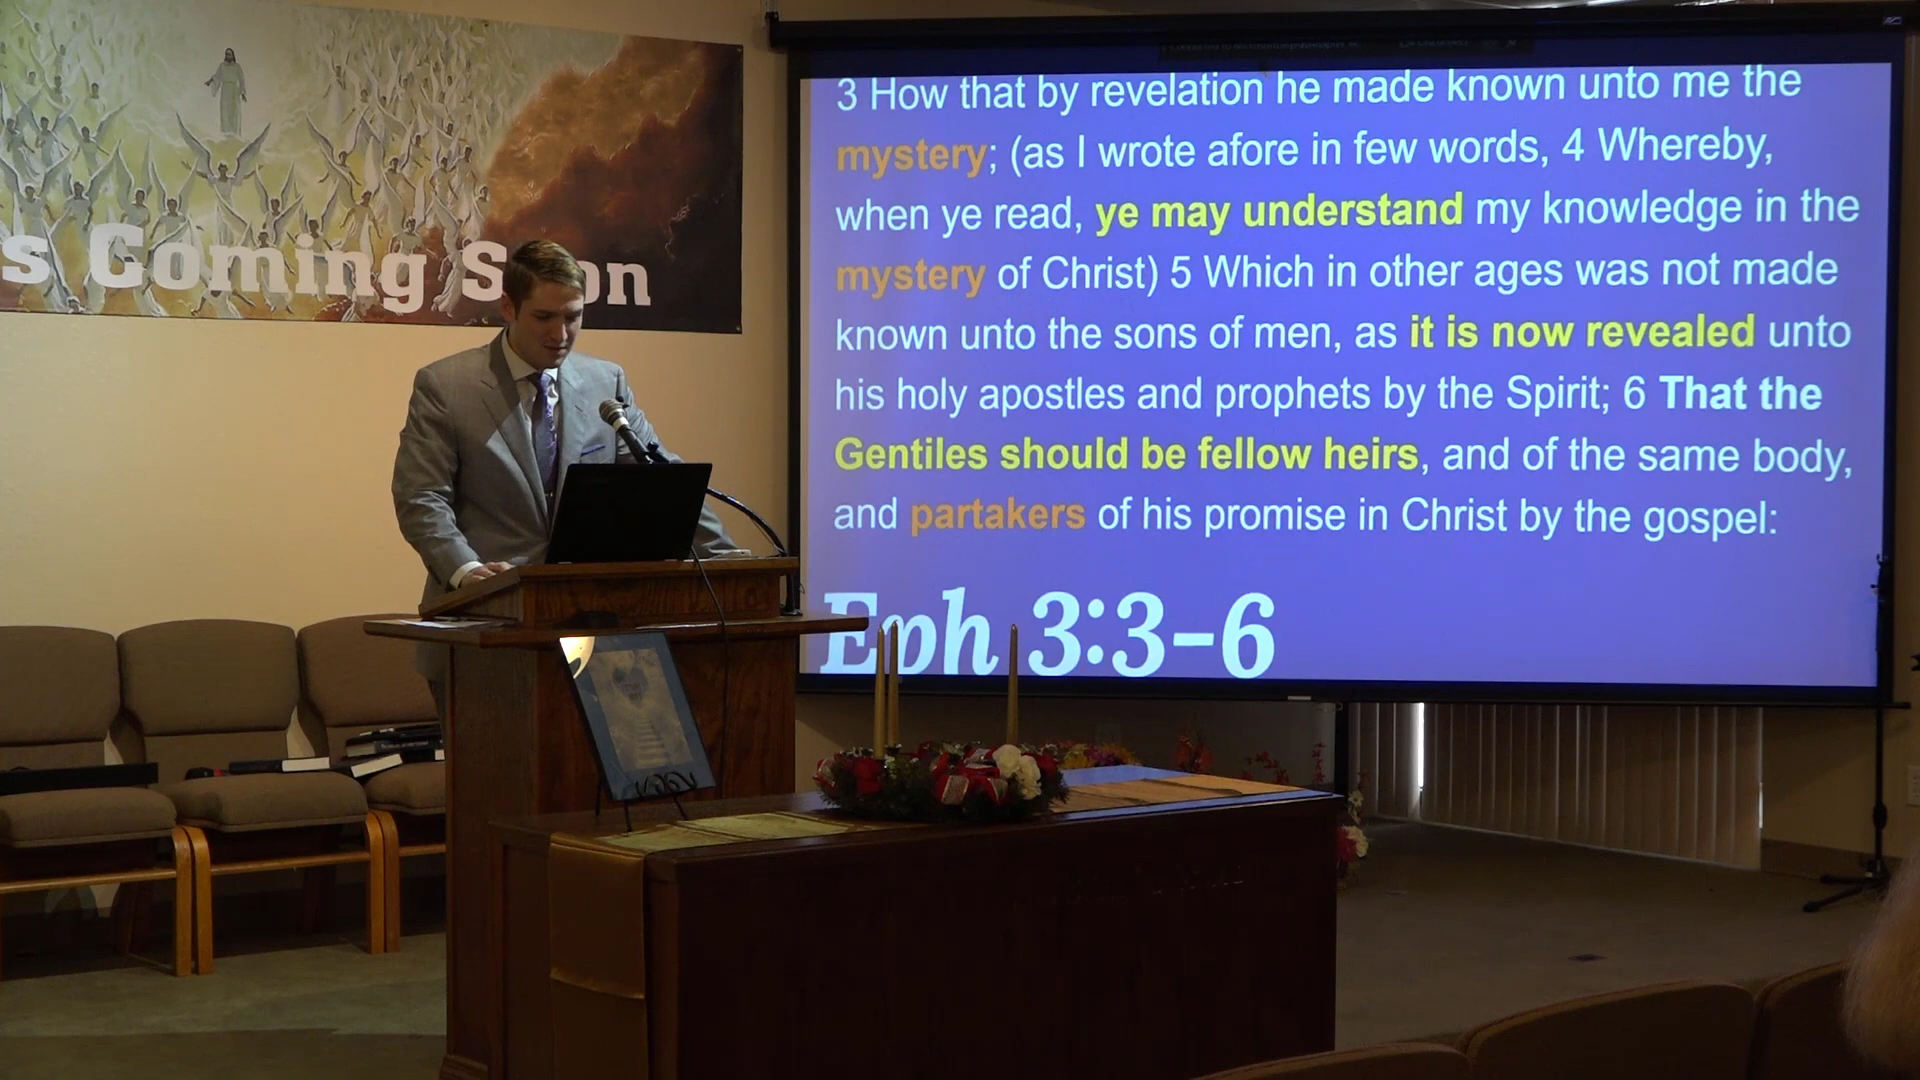 s Coming Soon
3 How that by revelation he made known unto me the
mystery; (as I wrote afore in few words, 4 Whereby,
when ye read, ye may understand my knowledge in the
mystery of Christ) 5 Which in other ages was not made
known unto the sons of men, as it is now revealed unto
his holy apostles and prophets by the Spirit; 6 That the
Gentiles should be fellow heirs, and of the same body,
and partakers of his promise in Christ by the gospel:
Eph 3:3-6